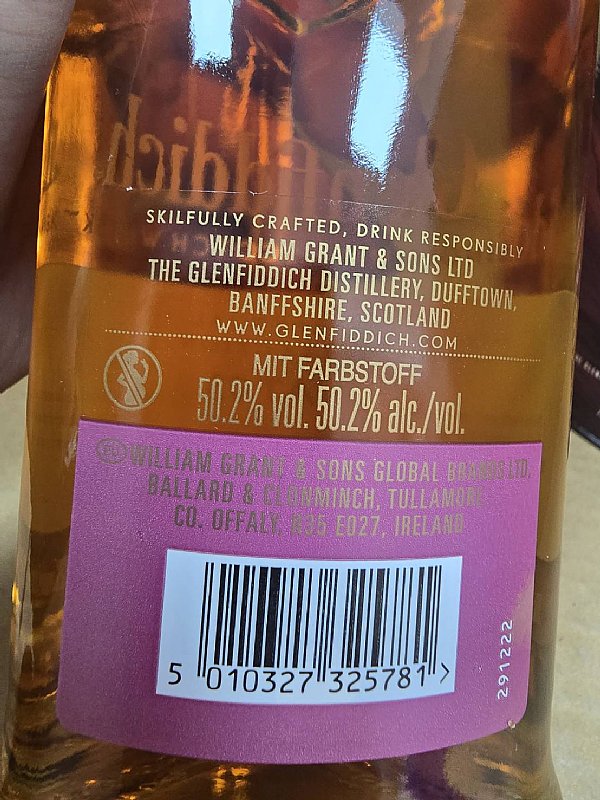 SKILFULLY CRAFTED, DRINK RESPONSIBLY
WILLIAM GRANT & SONS LTD
THE GLENFIDDICH DISTILLERY, DUFFTOWN,
BANFFSHIRE, SCOTLAND
WWW.GLENFIDDICH.COM
MIT FARBSTOFF
50.2% vol. 50.2% alc./vol.
WILLIAM GRANT & SONS GLOBAL BRANDS LTD.
BALLARD & CLONMINCH, TULLAMORE
CO. OFFALY, R35 E027, IRELAND
5 010327 325781 >
291222